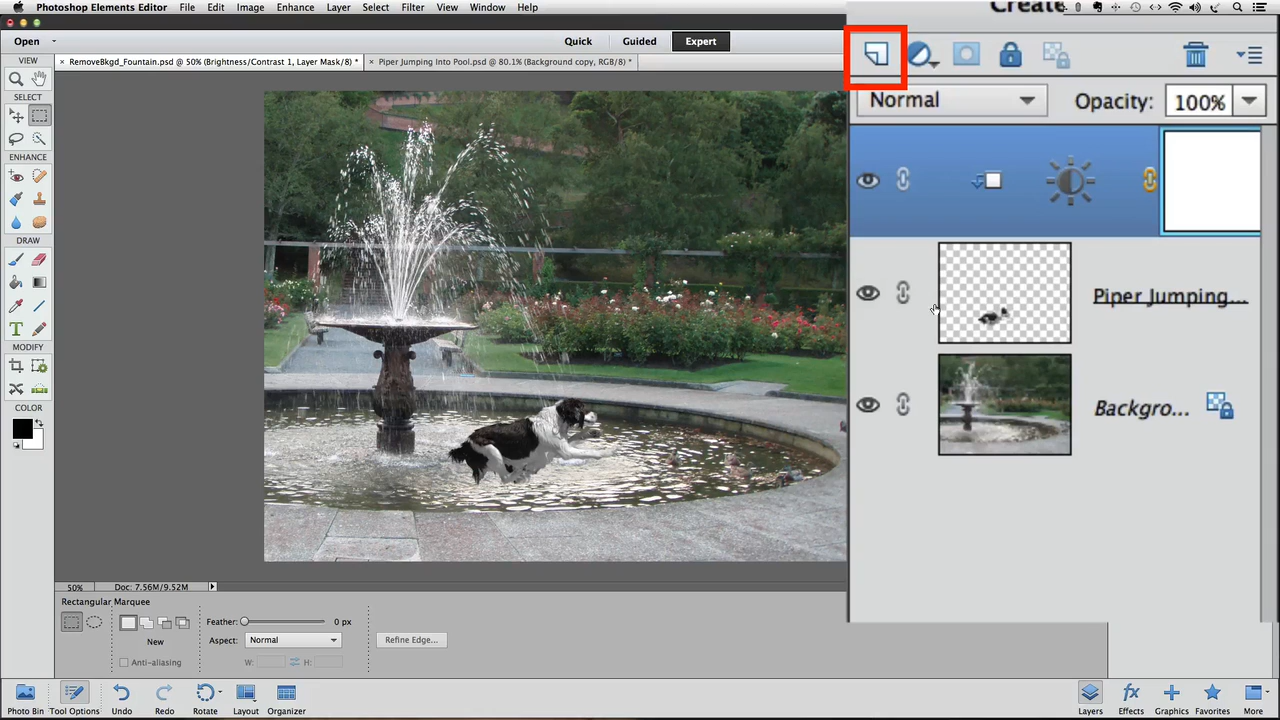 Photoshop Elements Editor File Edit Image Enhance Layer Select Filter View Window Help
Create
Open Quick Guided Expert
VIEW RemoveBkgd_Fountain.psd @ 50% (Brightness/Contrast 1, Layer Mask/8) * Piper Jumping Into Pool.psd @ 80.1% (Background copy, RGB/8) *
SELECT
ENHANCE
DRAW
MODIFY
COLOR
Normal Opacity: 100%
Piper Jumping...
Backgro...
50% Doc: 7.56M/9.52M
Rectangular Marquee
Feather: 0 px
New Aspect: Normal Refine Edge...
Anti-aliasing W: H:
Photo Bin Tool Options Undo Redo Rotate Layout Organizer Layers Effects Graphics Favorites More